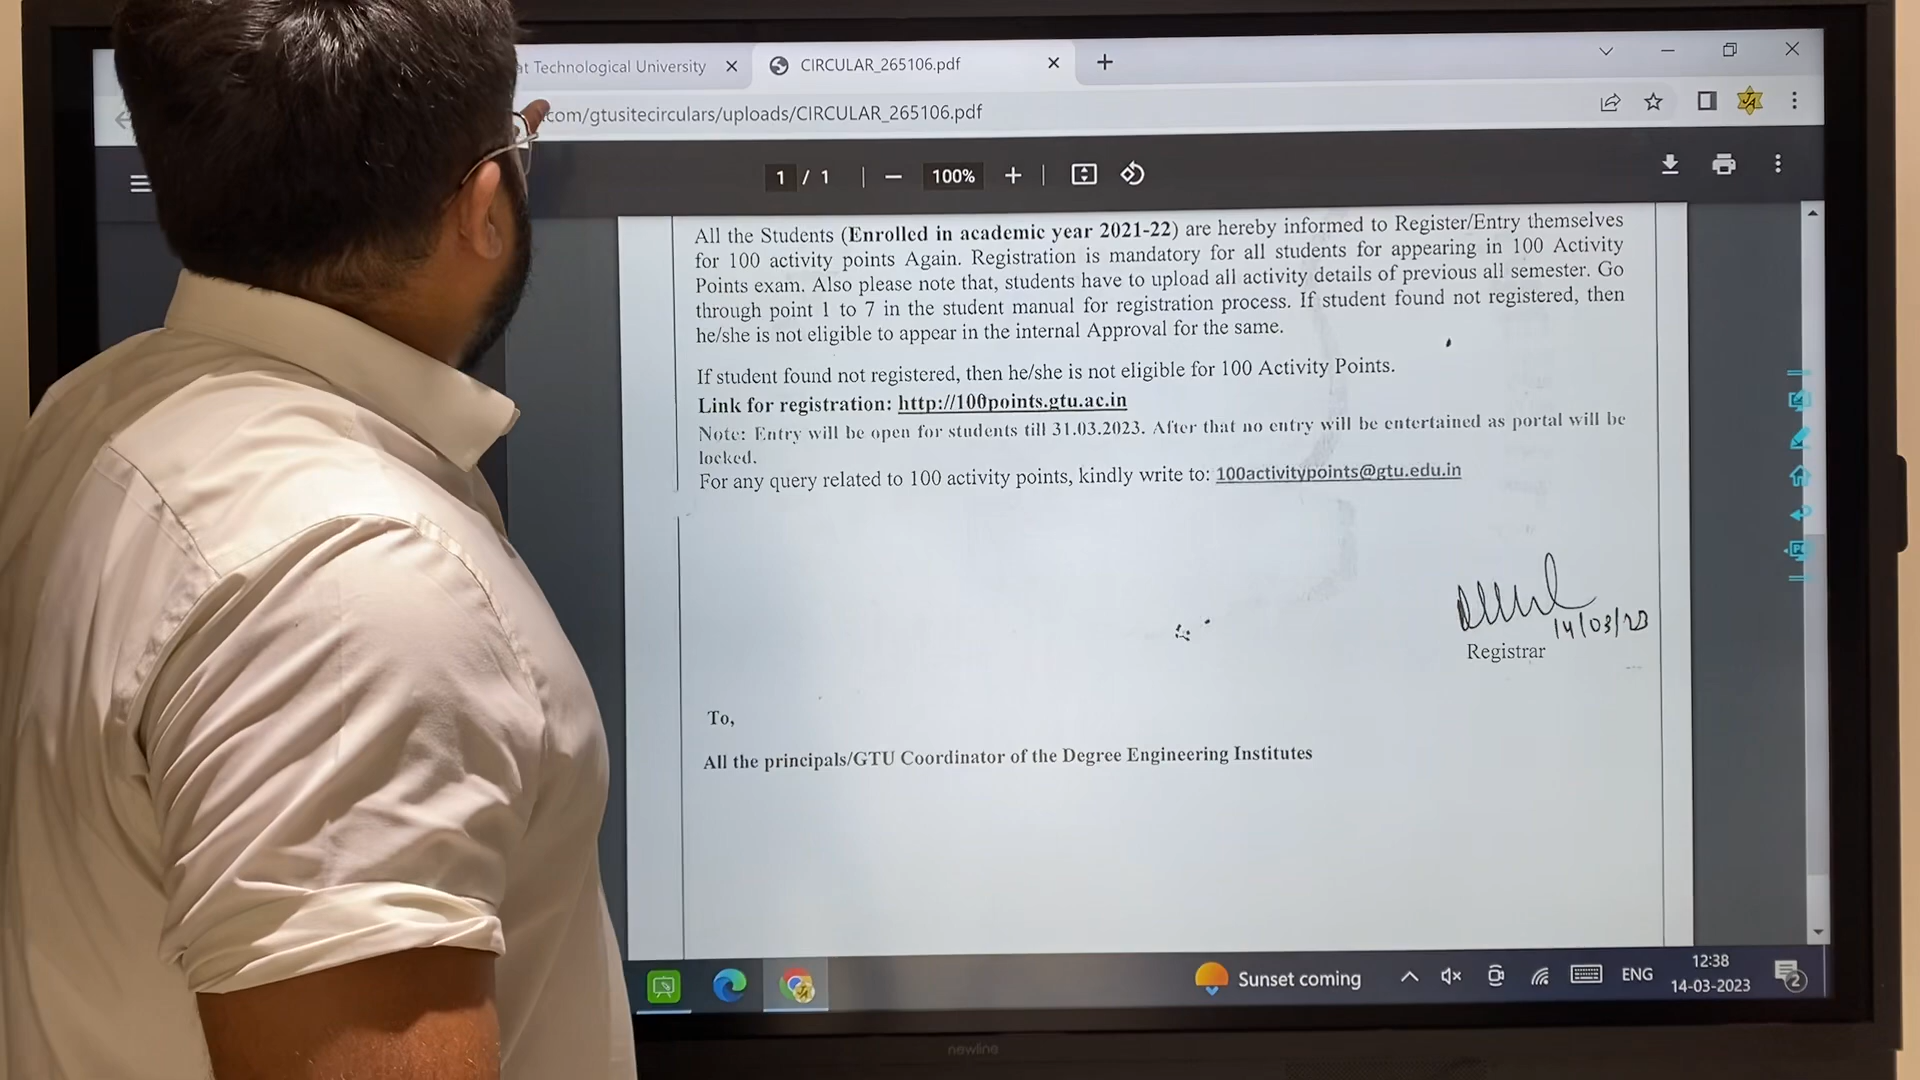 at Technological University
CIRCULAR_265106.pdf
com/gtusitecirculars/uploads/CIRCULAR_265106.pdf
1 / 1 100%
All the Students (Enrolled in academic year 2021-22) are hereby informed to Register/Entry themselves
for 100 activity points Again. Registration is mandatory for all students for appearing in 100 Activity
Points exam. Also please note that, students have to upload all activity details of previous all semester. Go
through point 1 to 7 in the student manual for registration process. If student found not registered, then
he/she is not eligible to appear in the internal Approval for the same.
If student found not registered, then he/she is not eligible for 100 Activity Points.
Link for registration: http://100points.gtu.ac.in
Note: Entry will be open for students till 31.03.2023. After that no entry will be entertained as portal will be
locked.
For any query related to 100 activity points, kindly write to: 100activitypoints@gtu.edu.in
14/03/23
Registrar
To,
All the principals/GTU Coordinator of the Degree Engineering Institutes
Sunset coming
ENG
12:38
14-03-2023
2
newline